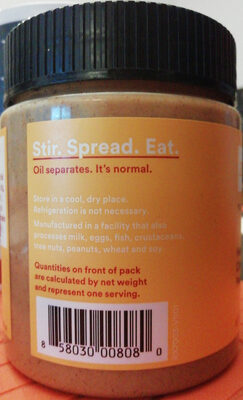 Stir. Spread. Eat.
Oil separates. It's normal.
Store in a cool, dry place.
Refrigeration is not necessary.
Manufactured in a facility that also
processes milk, eggs, fish, crustaceans,
tree nuts, peanuts, wheat and soy.
Quantities on front of pack
are calculated by net weight
and represent one serving.
8 58030 00808 0